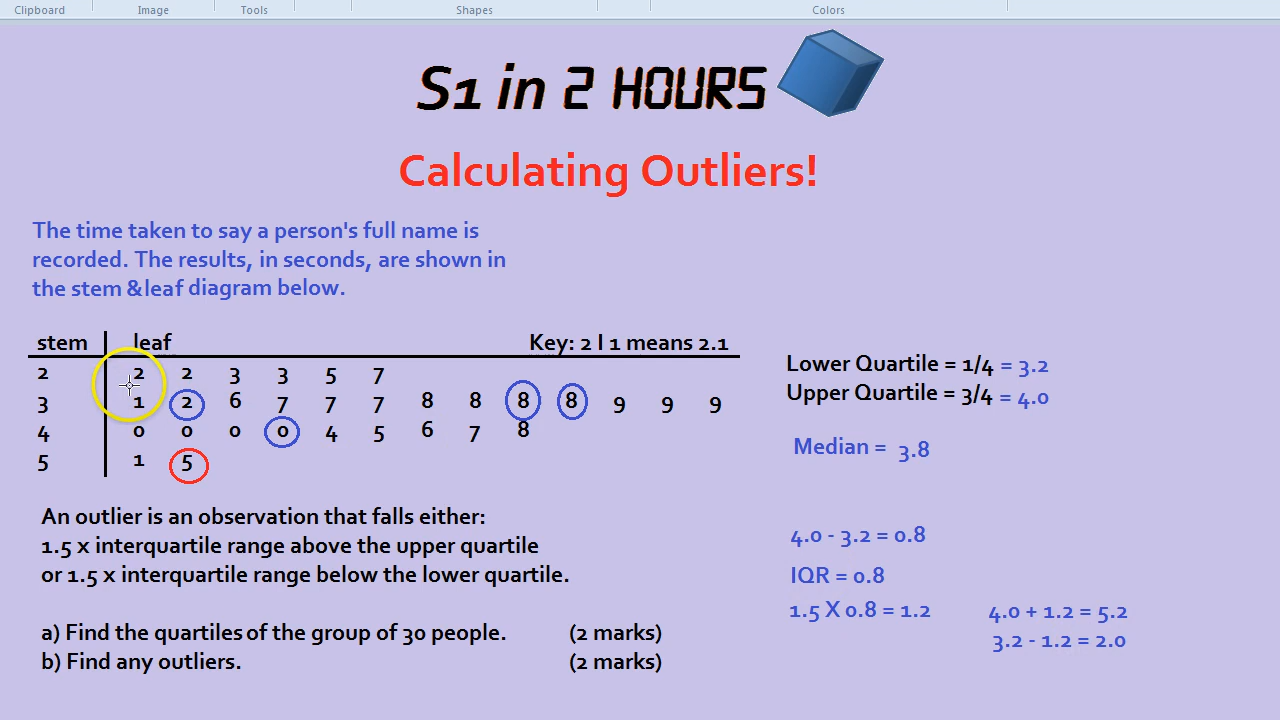 Clipboard Image Tools Shapes Colors
S1 in 2 HOURS
Calculating Outliers!
The time taken to say a person's full name is
recorded. The results, in seconds, are shown in
the stem &leaf diagram below.
stem leaf Key: 2 I 1 means 2.1
2 2 2 3 3 5 7
3 1 2 6 7 7 7 8 8 8 8 9 9 9
4 0 0 0 0 4 5 6 7 8
5 1 5
Lower Quartile = 1/4 = 3.2
Upper Quartile = 3/4 = 4.0
Median = 3.8
An outlier is an observation that falls either:
1.5 x interquartile range above the upper quartile
or 1.5 x interquartile range below the lower quartile.
a) Find the quartiles of the group of 30 people. (2 marks)
b) Find any outliers. (2 marks)
4.0 - 3.2 = 0.8
IQR = 0.8
1.5 X 0.8 = 1.2
4.0 + 1.2 = 5.2
3.2 - 1.2 = 2.0